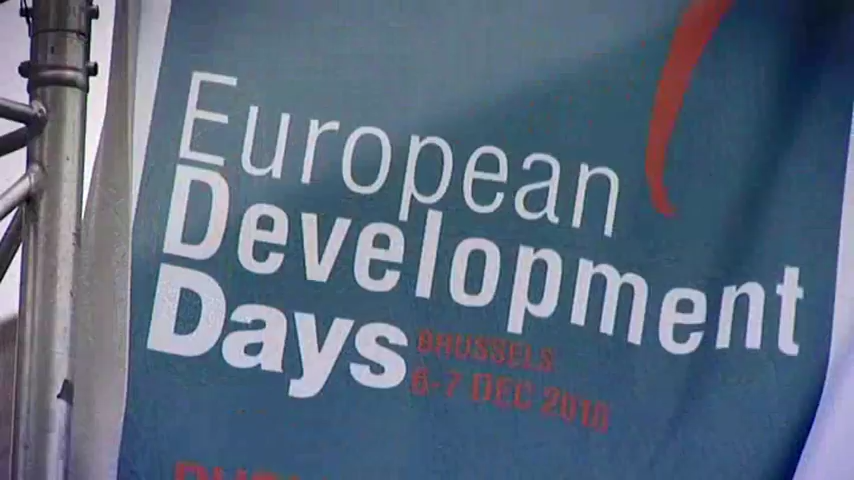 European
Development
Days
BRUSSELS
6-7 DEC 2010